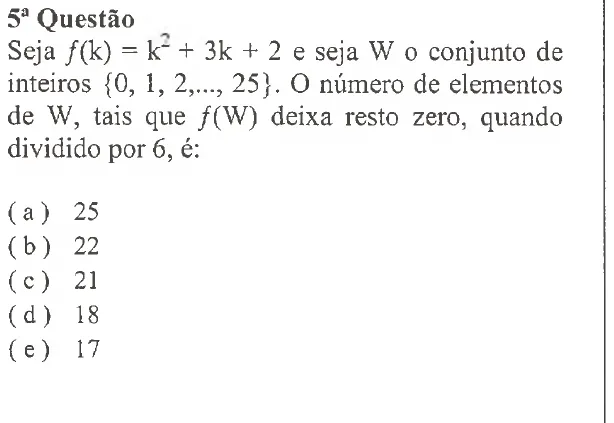 5ª Questão
Seja f(k) = k² + 3k + 2 e seja W o conjunto de
inteiros {0, 1, 2,..., 25}. O número de elementos
de W, tais que f(W) deixa resto zero, quando
dividido por 6, é:
( a ) 25
( b ) 22
( c ) 21
( d ) 18
( e ) 17